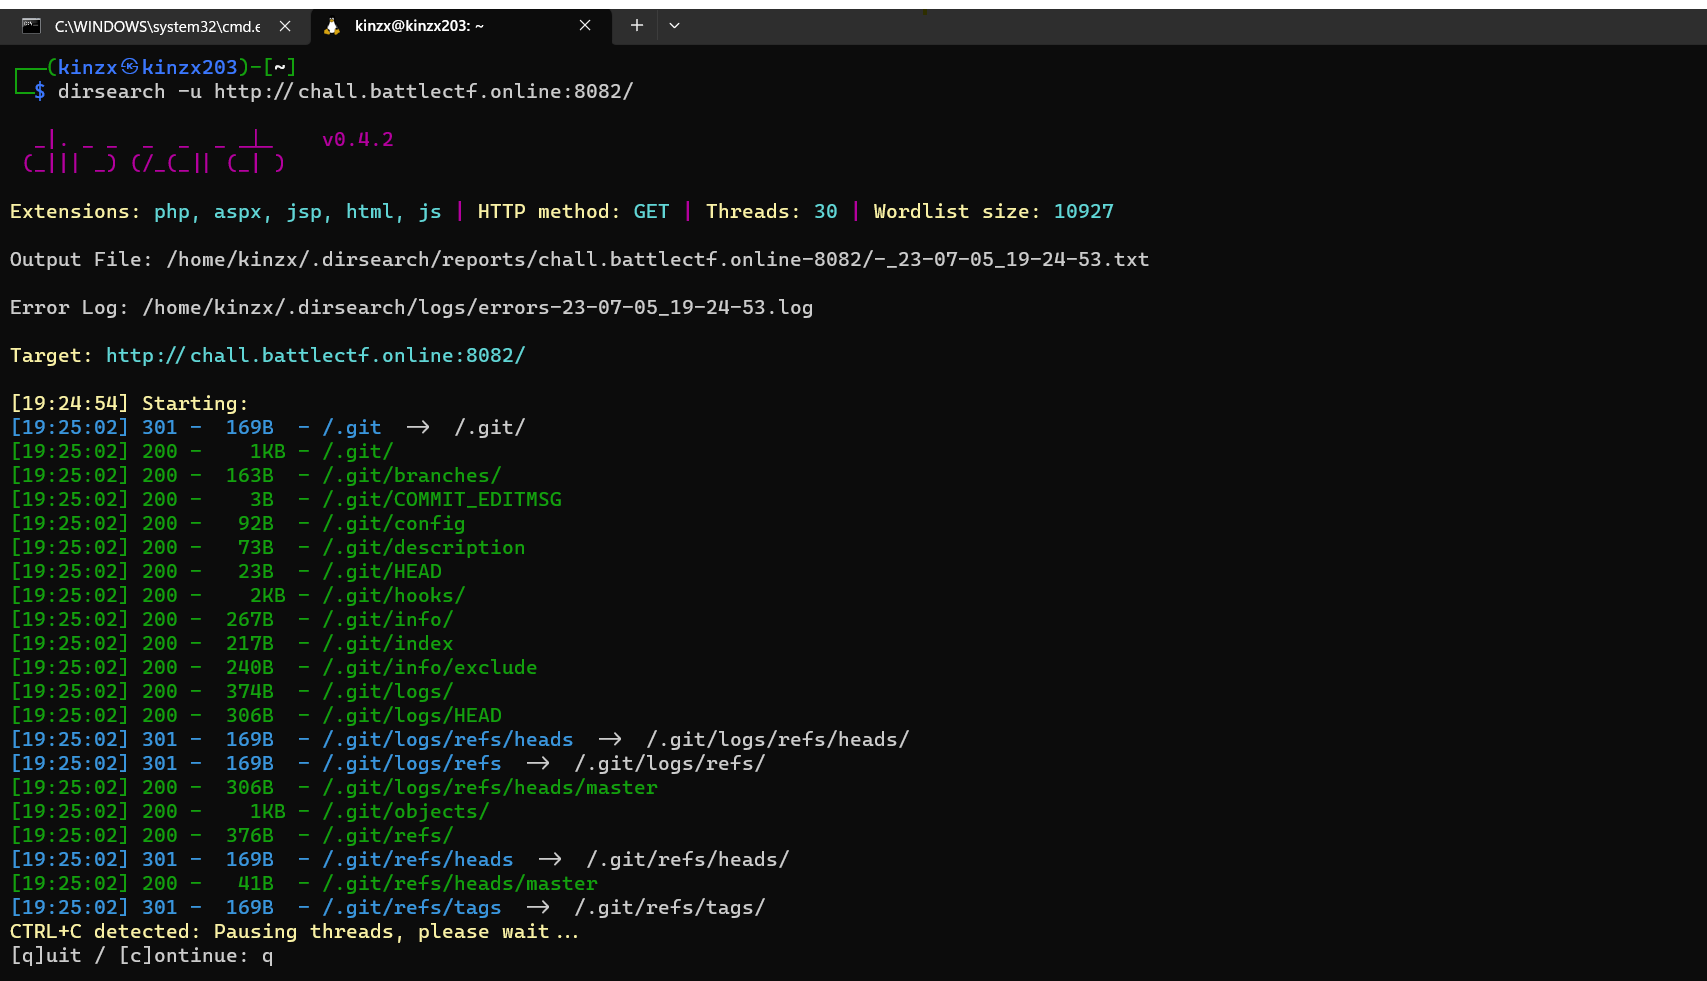 C:\WINDOWS\system32\cmd.e
kinzx@kinzx203: ~
┌──(kinzx㉿kinzx203)-[~]
└─$ dirsearch -u http://chall.battlectf.online:8082/
  _|. _ _  _  _  _ _|_    v0.4.2
 (_||| _) (/_(_|| (_| )
Extensions: php, aspx, jsp, html, js | HTTP method: GET | Threads: 30 | Wordlist size: 10927
Output File: /home/kinzx/.dirsearch/reports/chall.battlectf.online-8082/-_23-07-05_19-24-53.txt
Error Log: /home/kinzx/.dirsearch/logs/errors-23-07-05_19-24-53.log
Target: http://chall.battlectf.online:8082/
[19:24:54] Starting:
[19:25:02] 301 -  169B  - /.git  ->  /.git/
[19:25:02] 200 -    1KB - /.git/
[19:25:02] 200 -  163B  - /.git/branches/
[19:25:02] 200 -    3B  - /.git/COMMIT_EDITMSG
[19:25:02] 200 -   92B  - /.git/config
[19:25:02] 200 -   73B  - /.git/description
[19:25:02] 200 -   23B  - /.git/HEAD
[19:25:02] 200 -    2KB - /.git/hooks/
[19:25:02] 200 -  267B  - /.git/info/
[19:25:02] 200 -  217B  - /.git/index
[19:25:02] 200 -  240B  - /.git/info/exclude
[19:25:02] 200 -  374B  - /.git/logs/
[19:25:02] 200 -  306B  - /.git/logs/HEAD
[19:25:02] 301 -  169B  - /.git/logs/refs/heads  ->  /.git/logs/refs/heads/
[19:25:02] 301 -  169B  - /.git/logs/refs  ->  /.git/logs/refs/
[19:25:02] 200 -  306B  - /.git/logs/refs/heads/master
[19:25:02] 200 -    1KB - /.git/objects/
[19:25:02] 200 -  376B  - /.git/refs/
[19:25:02] 301 -  169B  - /.git/refs/heads  ->  /.git/refs/heads/
[19:25:02] 200 -   41B  - /.git/refs/heads/master
[19:25:02] 301 -  169B  - /.git/refs/tags  ->  /.git/refs/tags/
CTRL+C detected: Pausing threads, please wait...
[q]uit / [c]ontinue: q